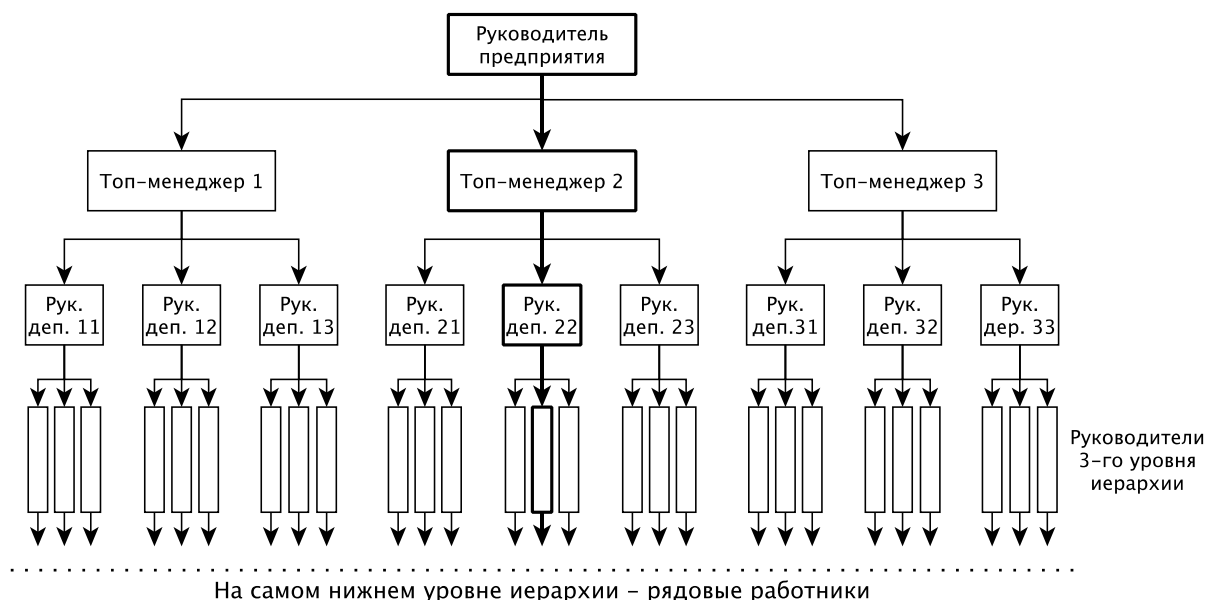 Руководитель
предприятия
Топ-менеджер 1
Топ-менеджер 2
Топ-менеджер 3
Рук.
деп. 11
Рук.
деп. 12
Рук.
деп. 13
Рук.
деп. 21
Рук.
деп. 22
Рук.
деп. 23
Рук.
деп.31
Рук.
деп. 32
Рук.
дер. 33
Руководители
3-го уровня
иерархии
На самом нижнем уровне иерархии - рядовые работники